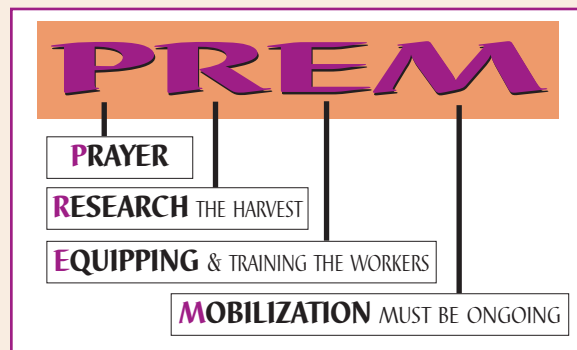 PREM
PRAYER
RESEARCH THE HARVEST
EQUIPPING & TRAINING THE WORKERS
MOBILIZATION MUST BE ONGOING